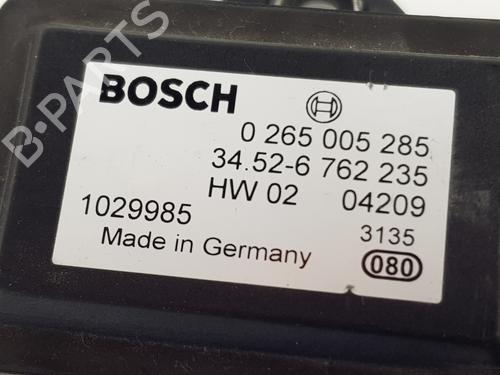 BOSCH
0 265 005 285
34.52-6 762 235
HW 02 04209
1029985 3135
Made in Germany 080
B-PARTS